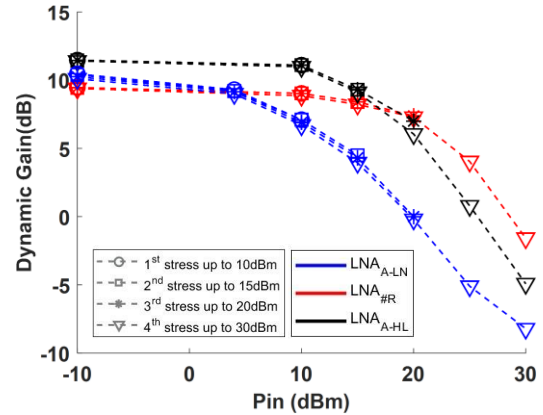 15
10
5
0
-5
-10
Dynamic Gain(dB)
1st stress up to 10dBm
2nd stress up to 15dBm
3rd stress up to 20dBm
4th stress up to 30dBm
LNAA-LN
LNA#R
LNAA-HL
-10 0 10 20 30
Pin (dBm)